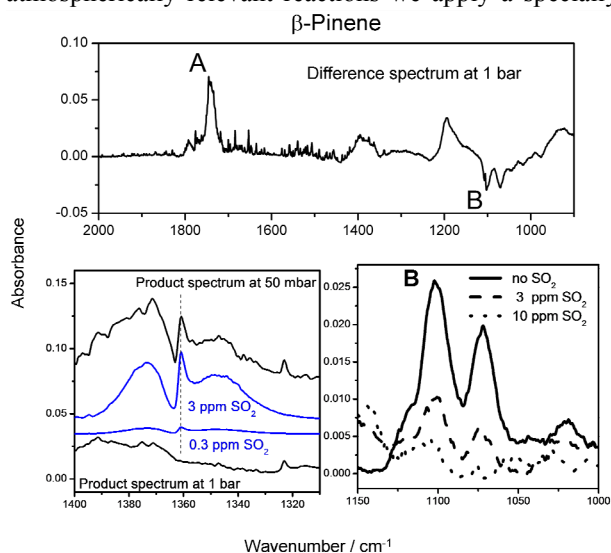 atmospherically relevant reactions we apply a specially
β-Pinene
A
Difference spectrum at 1 bar
B
0.10
0.05
0.00
-0.05
2000 1800 1600 1400 1200 1000
Absorbance
Product spectrum at 50 mbar
3 ppm SO2
0.3 ppm SO2
Product spectrum at 1 bar
0.15
0.10
0.05
0.00
1400 1380 1360 1340 1320
B
no SO2
3 ppm SO2
10 ppm SO2
0.025
0.020
0.015
0.010
0.005
0.000
1150 1100 1050 1000
Wavenumber / cm-1